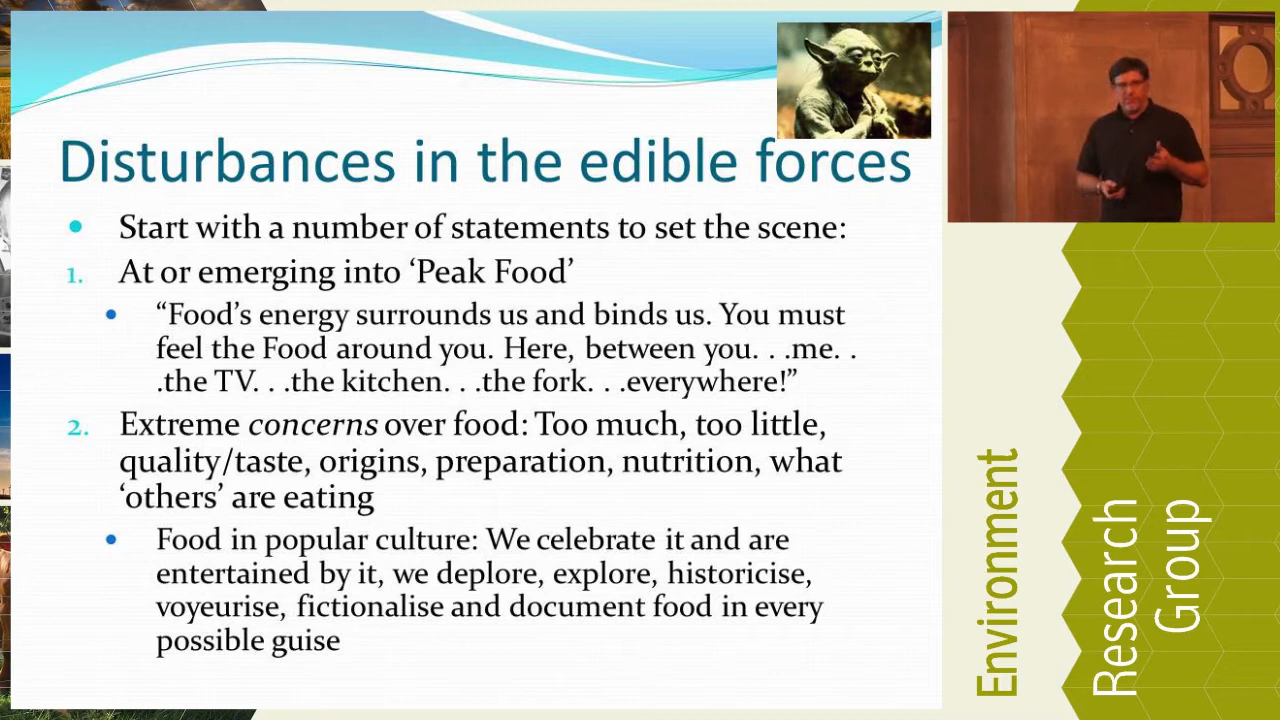 Disturbances in the edible forces
• Start with a number of statements to set the scene:
1. At or emerging into ‘Peak Food’
• “Food’s energy surrounds us and binds us. You must
feel the Food around you. Here, between you. . .me. .
.the TV. . .the kitchen. . .the fork. . .everywhere!”
2. Extreme concerns over food: Too much, too little,
quality/taste, origins, preparation, nutrition, what
‘others’ are eating
• Food in popular culture: We celebrate it and are
entertained by it, we deplore, explore, historicise,
voyeurise, fictionalise and document food in every
possible guise
Environment
Research
Group